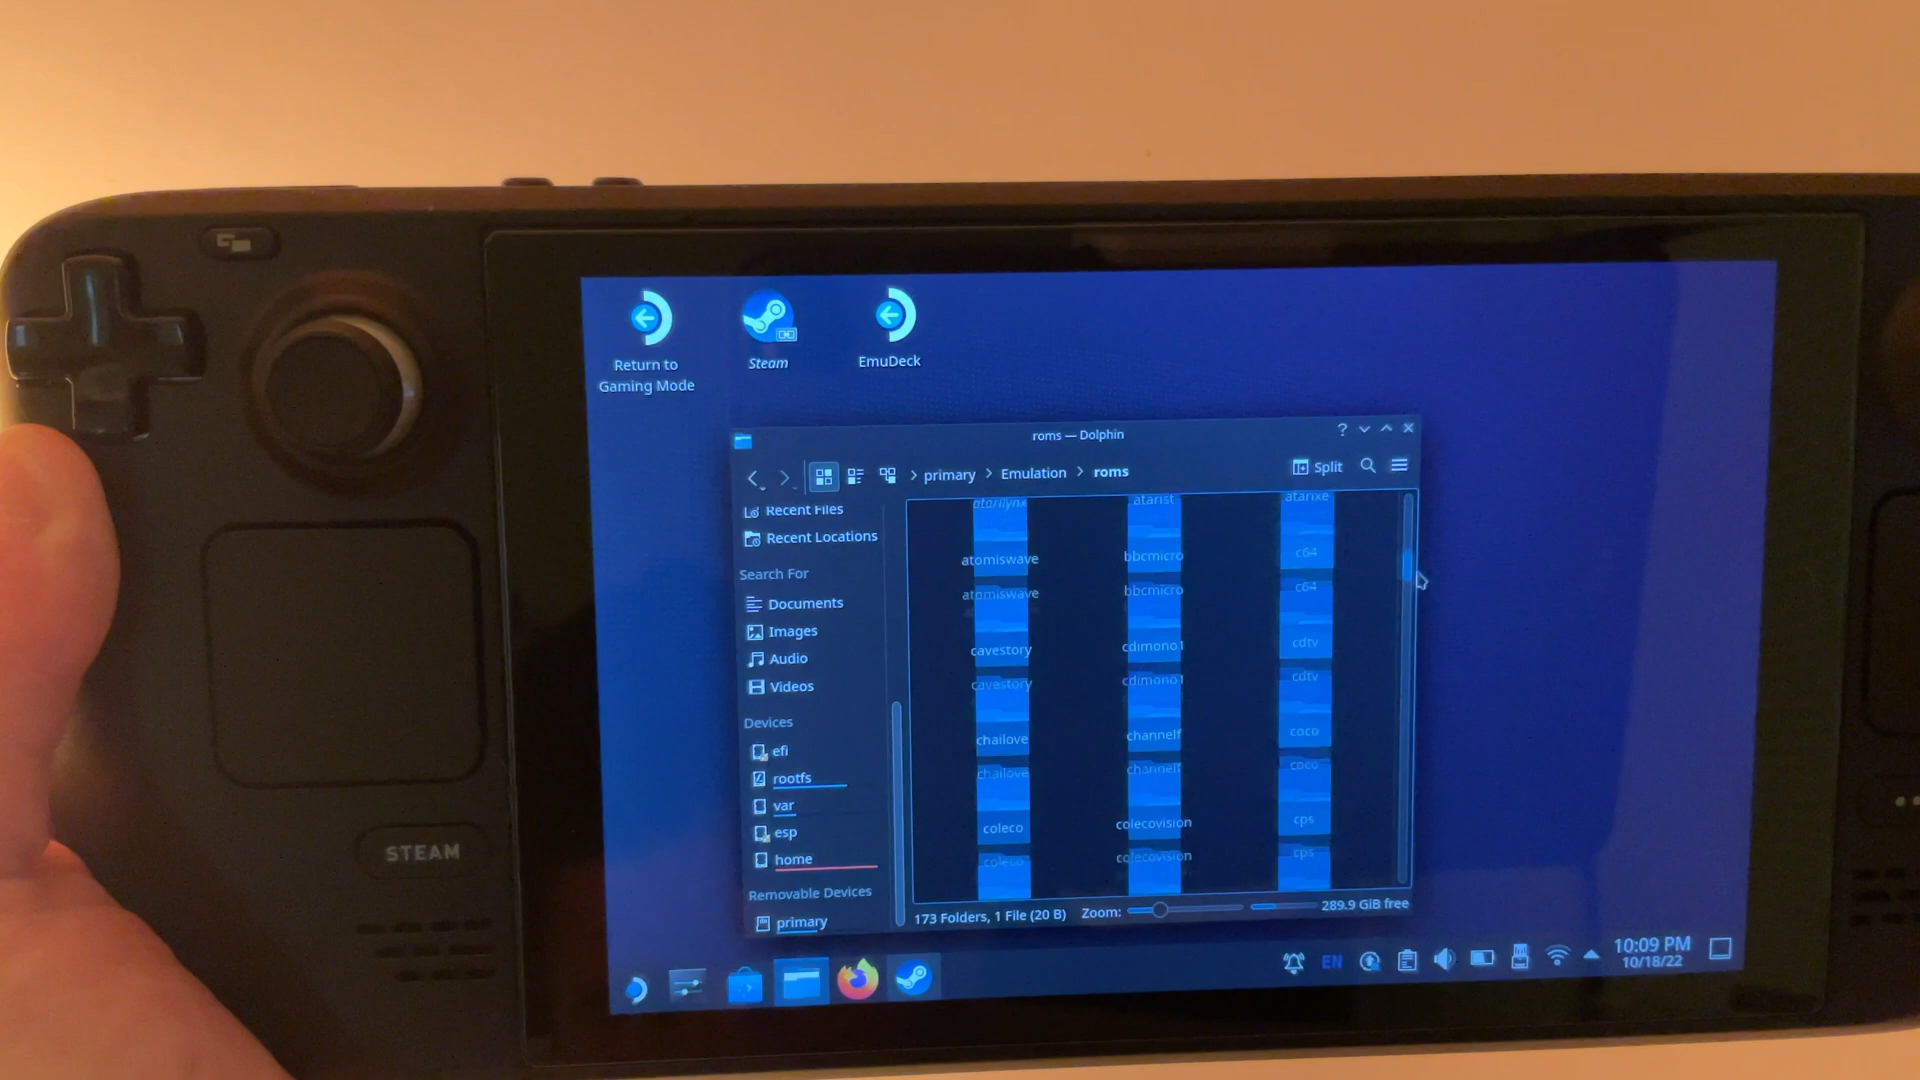 Return to
Gaming Mode
Steam
EmuDeck
roms — Dolphin
primary
Emulation
roms
Split
Recent Files
Recent Locations
Search For
Documents
Images
Audio
Videos
Devices
efi
rootfs
var
esp
home
Removable Devices
primary
atarilynx
atarist
atarixe
atomiswave
bbcmicro
c64
atomiswave
bbcmicro
c64
cavestory
cdimono1
cdtv
cavestory
cdimono1
cdtv
chailove
channelf
coco
chailove
channelf
coco
coleco
colecovision
cps
coleco
colecovision
cps
173 Folders, 1 File (20 B)
Zoom:
289.9 GiB free
EN
10:09 PM
10/18/22
STEAM